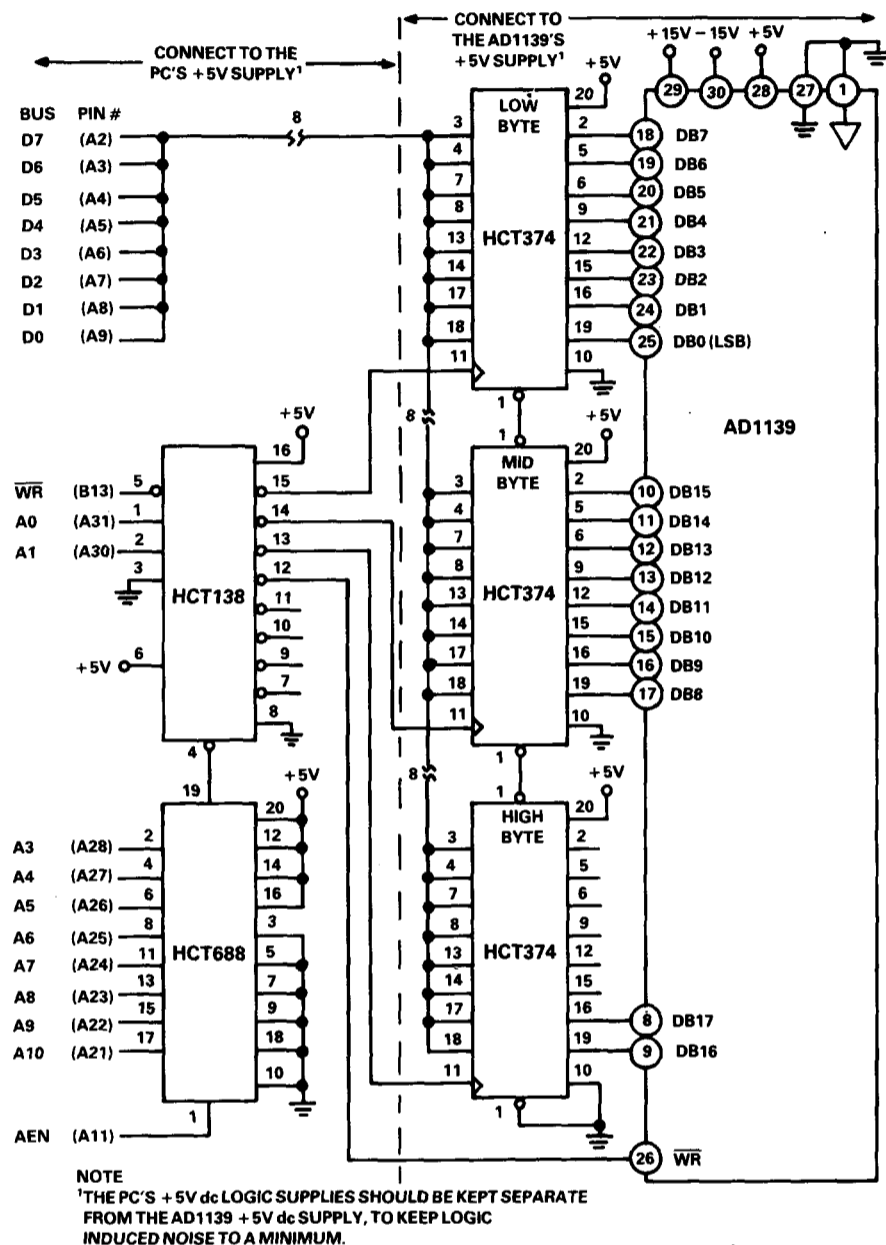 CONNECT TO THE
PC'S +5V SUPPLY¹
CONNECT TO
THE AD1139'S
+5V SUPPLY¹
+15V −15V +5V
29 30 28 27 1
BUS PIN #
D7 (A2)
D6 (A3)
D5 (A4)
D4 (A5)
D3 (A6)
D2 (A7)
D1 (A8)
D0 (A9)
8
+5V
20
LOW
BYTE
HCT374
3 2 18 DB7
4 5 19 DB6
7 6 20 DB5
8 9 21 DB4
13 12 22 DB3
14 15 23 DB2
17 16 24 DB1
18 19 25 DB0 (LSB)
11 10
1
8
AD1139
+5V
16
WR (B13) 5 15
A0 (A31) 1 14
A1 (A30) 2 13
3 12
HCT138
11
10
+5V 6 9
7
8
4
1
+5V
20
MID
BYTE
HCT374
3 2 10 DB15
4 5 11 DB14
7 6 12 DB13
8 9 13 DB12
13 12 14 DB11
14 15 15 DB10
17 16 16 DB9
18 19 17 DB8
11 10
1
8
19
+5V
20
A3 (A28) 2 12
A4 (A27) 4 14
A5 (A26) 6 16
A6 (A25) 8 3
HCT688
A7 (A24) 11 5
A8 (A23) 13 7
A9 (A22) 15 9
A10 (A21) 17 18
10
AEN (A11) 1
1
+5V
20
HIGH
BYTE
HCT374
3 2
4 5
7 6
8 9
13 12
14 15
17 16 8 DB17
18 19 9 DB16
11 10
1
26 WR
NOTE
¹THE PC'S +5V dc LOGIC SUPPLIES SHOULD BE KEPT SEPARATE
FROM THE AD1139 +5V dc SUPPLY, TO KEEP LOGIC
INDUCED NOISE TO A MINIMUM.